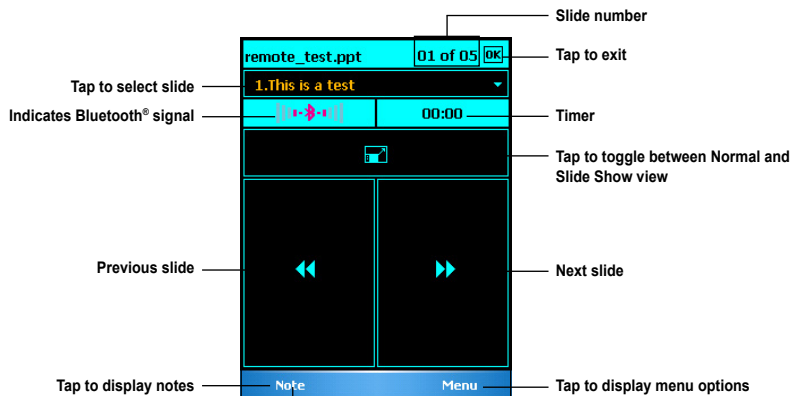 Slide number
remote_test.ppt
01 of 05
OK
Tap to exit
Tap to select slide
1.This is a test
Indicates Bluetooth® signal
00:00
Timer
Tap to toggle between Normal and
Slide Show view
Previous slide
Next slide
Tap to display notes
Note
Menu
Tap to display menu options